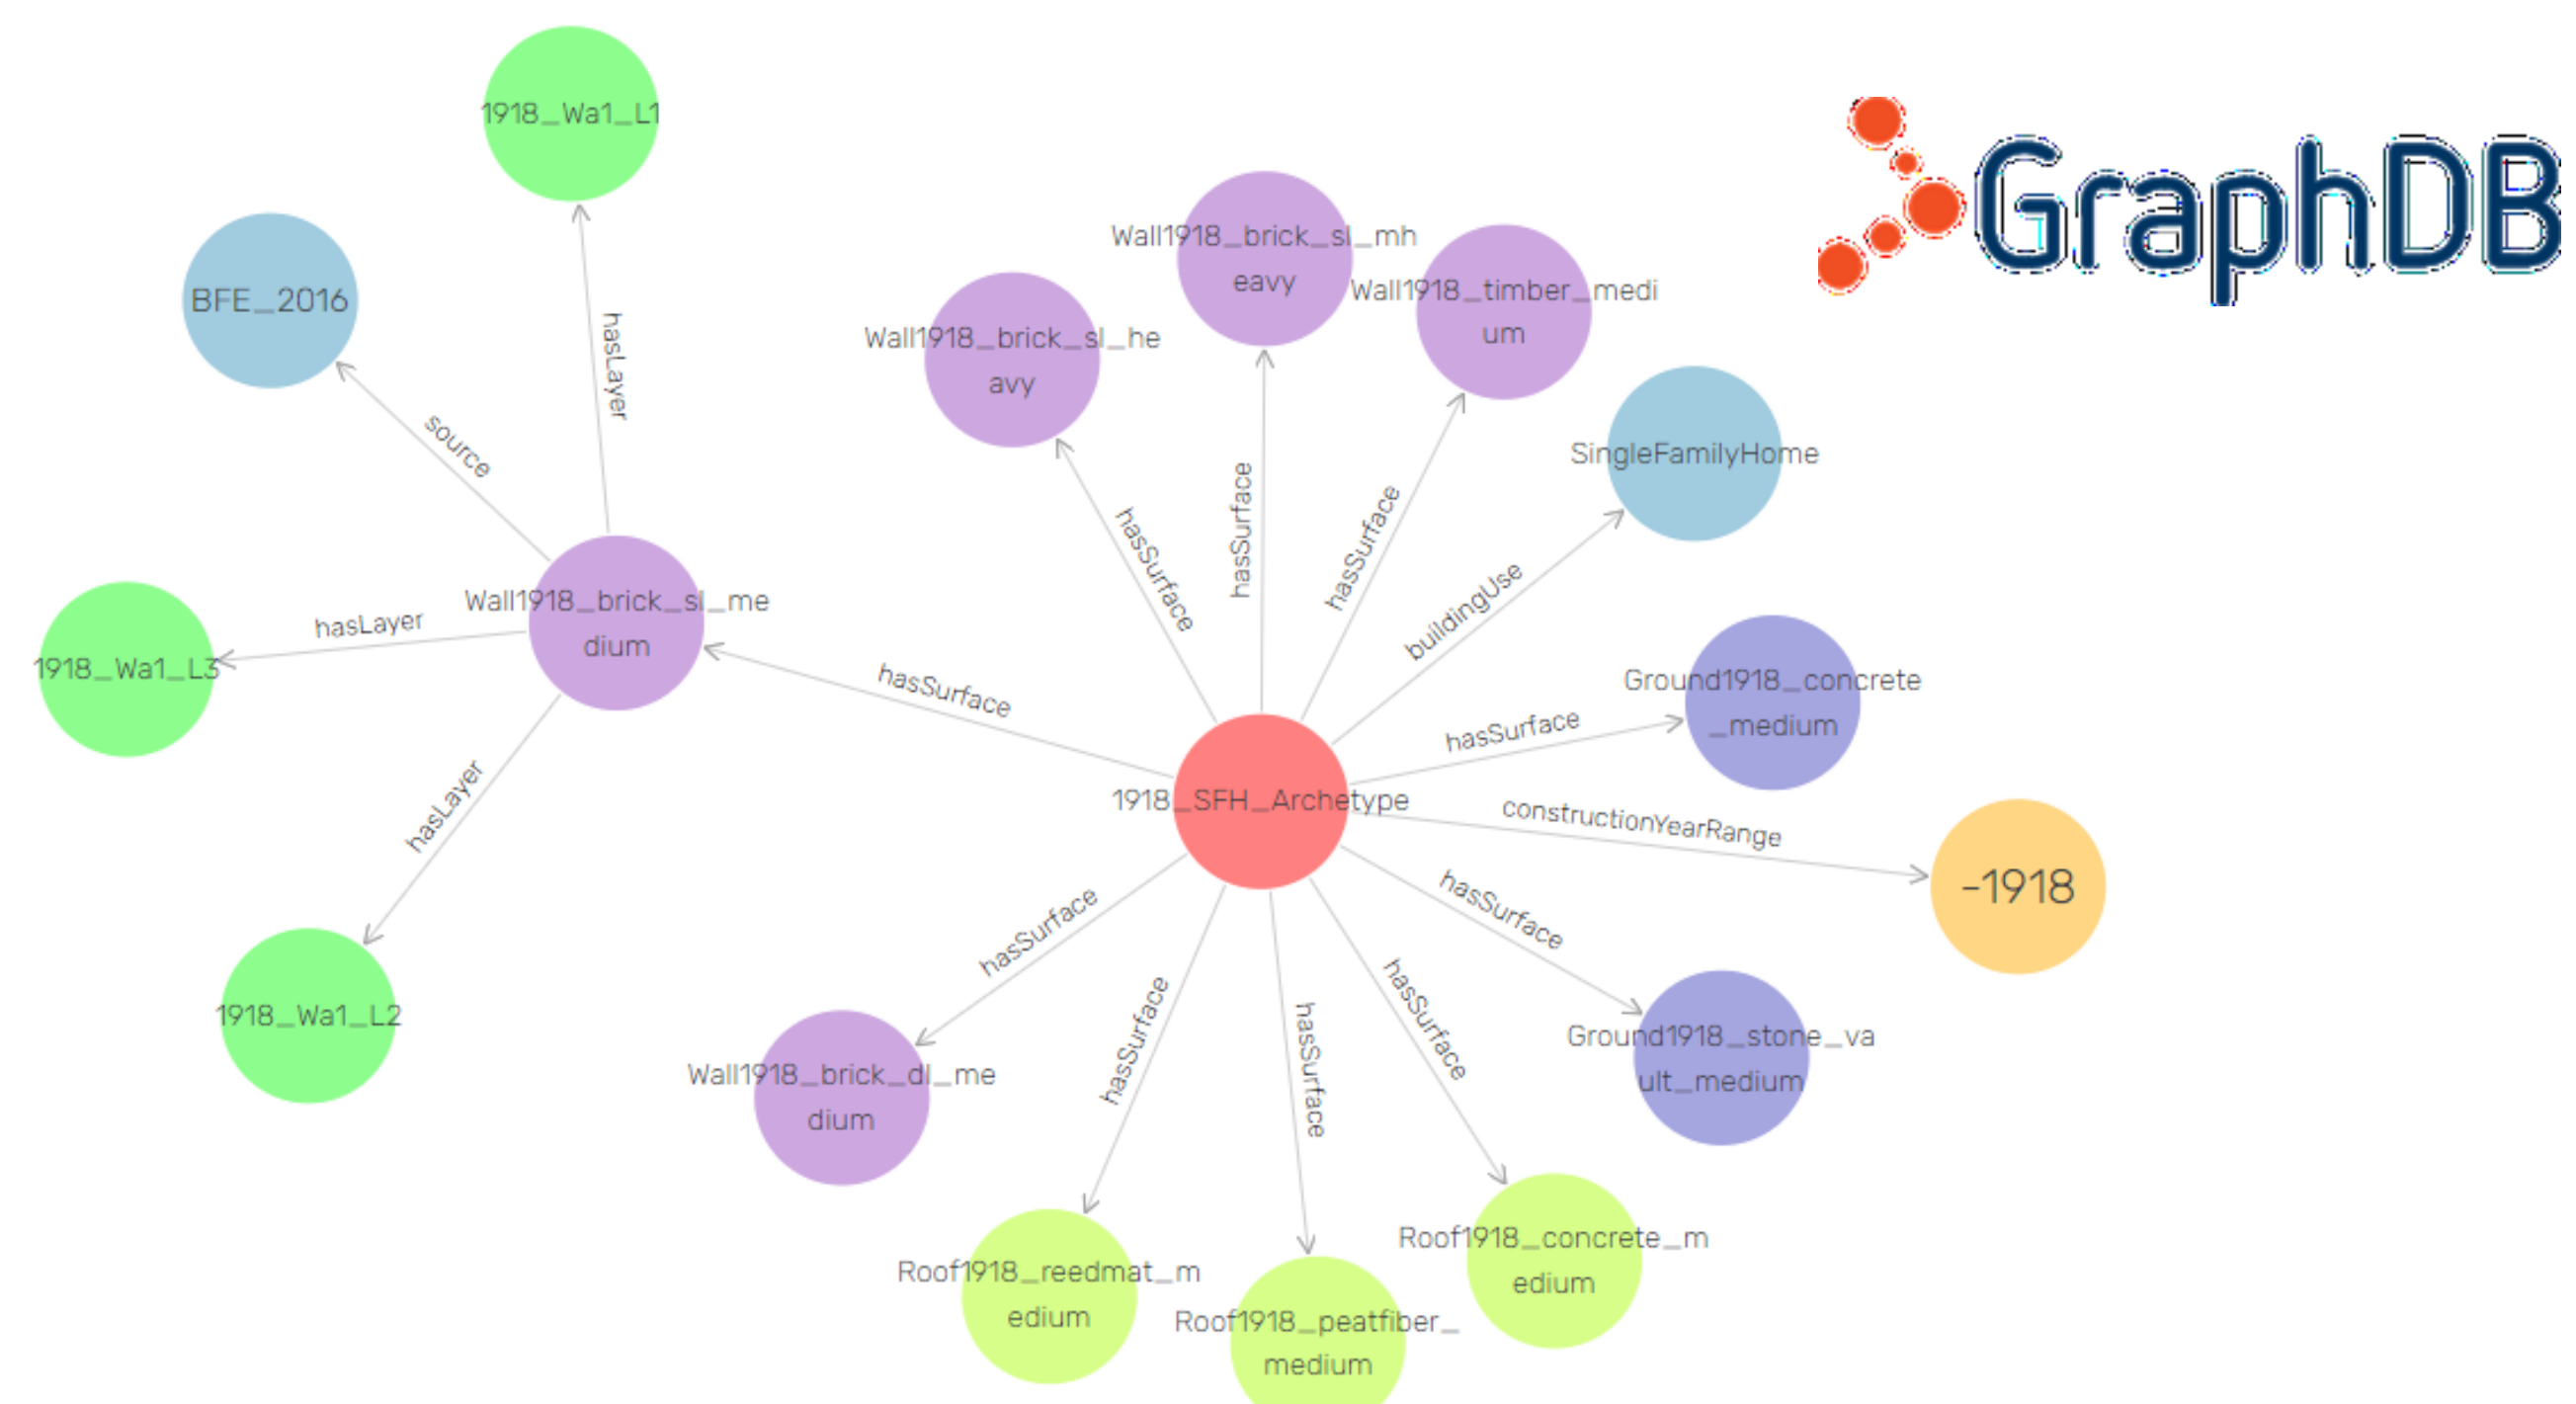 1918_Wa1_L1
GraphDB
BFE_2016
hasLayer
source
Wall1918_brick_sl_mh
eavy
Wall1918_timber_medi
um
Wall1918_brick_sl_he
avy
SingleFamilyHome
hasSurface
hasSurface
hasSurface
buildingUse
Wall1918_brick_sl_me
dium
hasLayer
1918_Wa1_L3
hasSurface
Ground1918_concrete
_medium
hasSurface
1918_SFH_Archetype
constructionYearRange
-1918
hasLayer
1918_Wa1_L2
hasSurface
hasSurface
Ground1918_stone_va
ult_medium
Wall1918_brick_dl_me
dium
hasSurface
hasSurface
hasSurface
Roof1918_reedmat_m
edium
Roof1918_peatfiber_
medium
Roof1918_concrete_m
edium